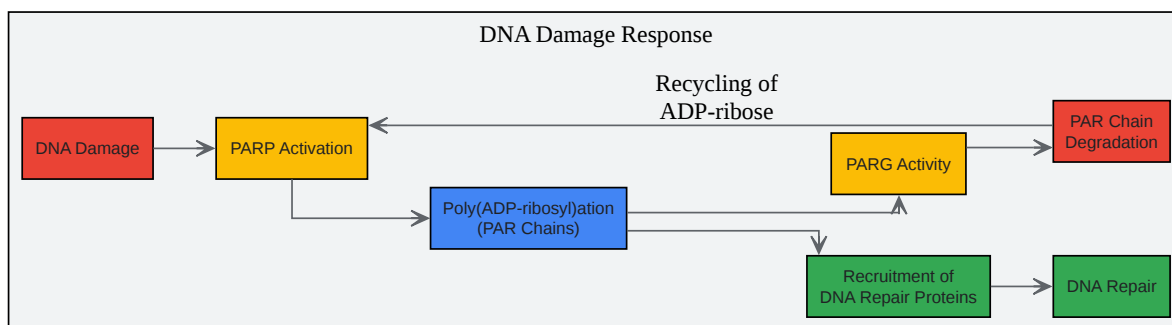 DNA Damage Response
Recycling of
ADP-ribose
DNA Damage
PARP Activation
PAR Chain
Degradation
PARG Activity
Poly(ADP-ribosyl)ation
(PAR Chains)
Recruitment of
DNA Repair Proteins
DNA Repair